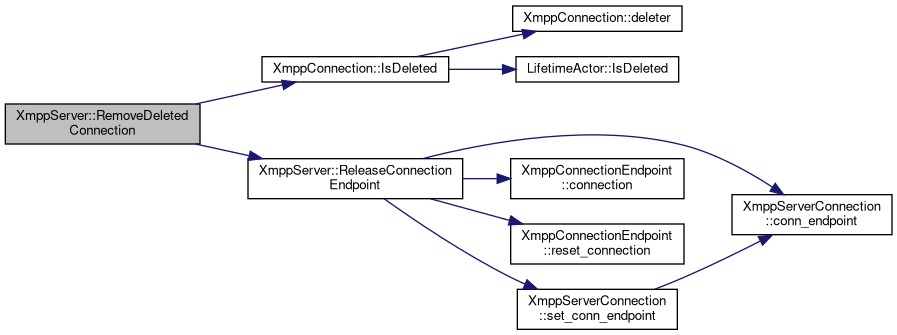 XmppConnection::deleter
XmppConnection::IsDeleted
LifetimeActor::IsDeleted
XmppServer::RemoveDeleted
Connection
XmppServer::ReleaseConnection
Endpoint
XmppConnectionEndpoint
::connection
XmppServerConnection
::conn_endpoint
XmppConnectionEndpoint
::reset_connection
XmppServerConnection
::set_conn_endpoint